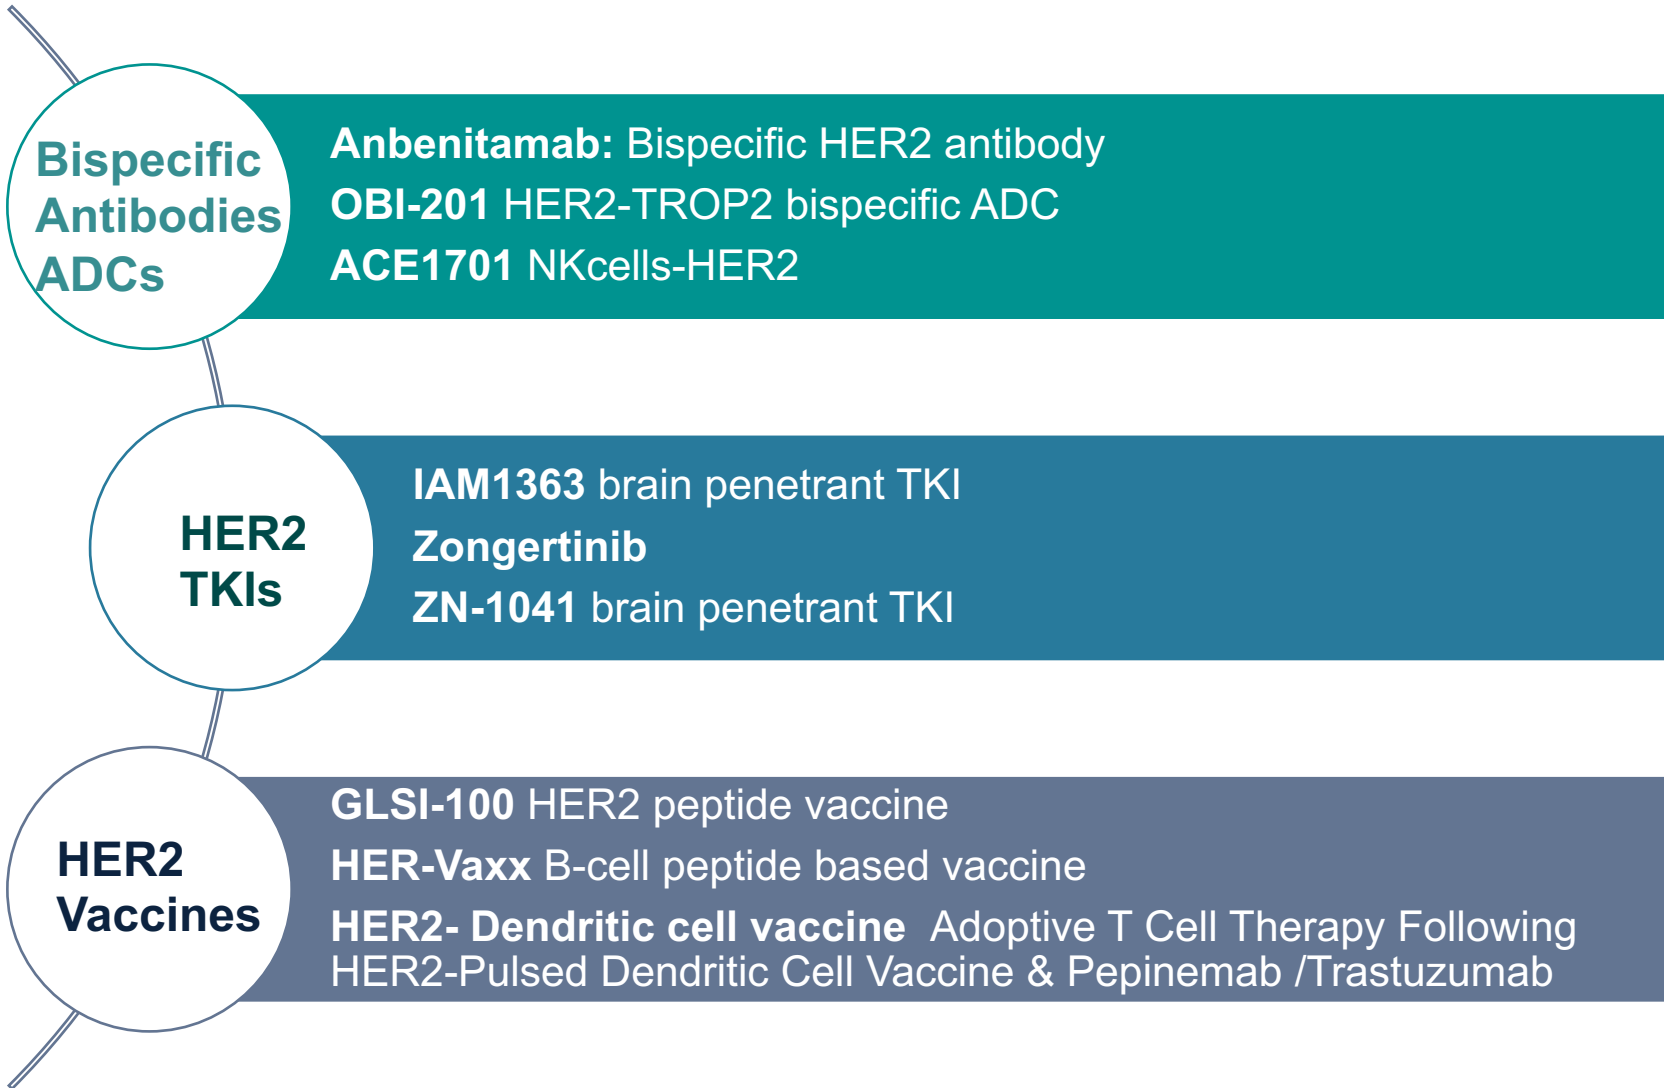 Bispecific
Antibodies
ADCs
Anbenitamab: Bispecific HER2 antibody
OBI-201 HER2-TROP2 bispecific ADC
ACE1701 NKcells-HER2
HER2
TKIs
IAM1363 brain penetrant TKI
Zongertinib
ZN-1041 brain penetrant TKI
HER2
Vaccines
GLSI-100 HER2 peptide vaccine
HER-Vaxx B-cell peptide based vaccine
HER2- Dendritic cell vaccine  Adoptive T Cell Therapy Following
HER2-Pulsed Dendritic Cell Vaccine & Pepinemab /Trastuzumab